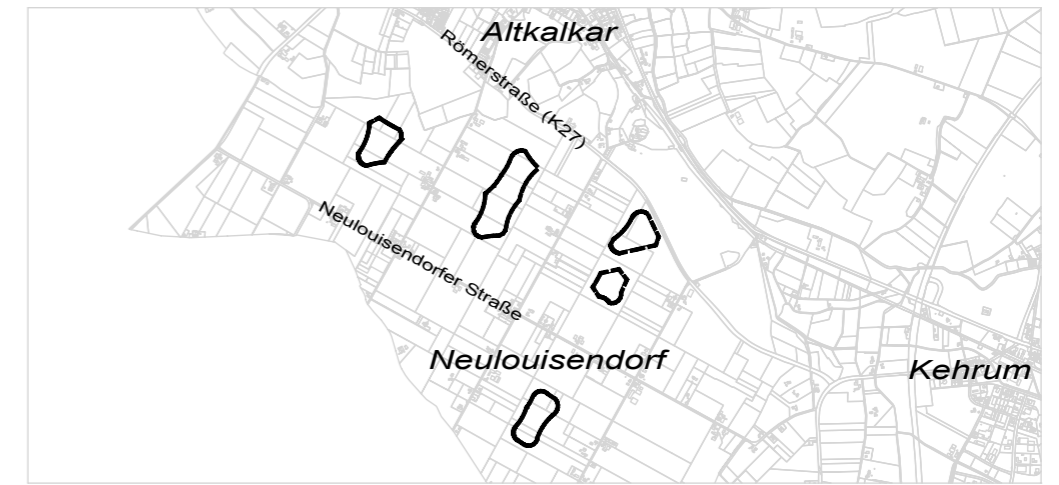 Altkalkar
Römerstraße (K27)
Neulouisendorfer Straße
Neulouisendorf
Kehrum